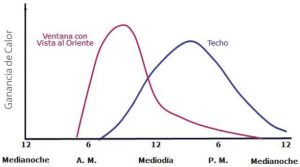 Ganancia de Calor
Ventana con
Vista al Oriente
Techo
12 6 12 6 12
Medianoche A. M. Mediodía P. M. Medianoche